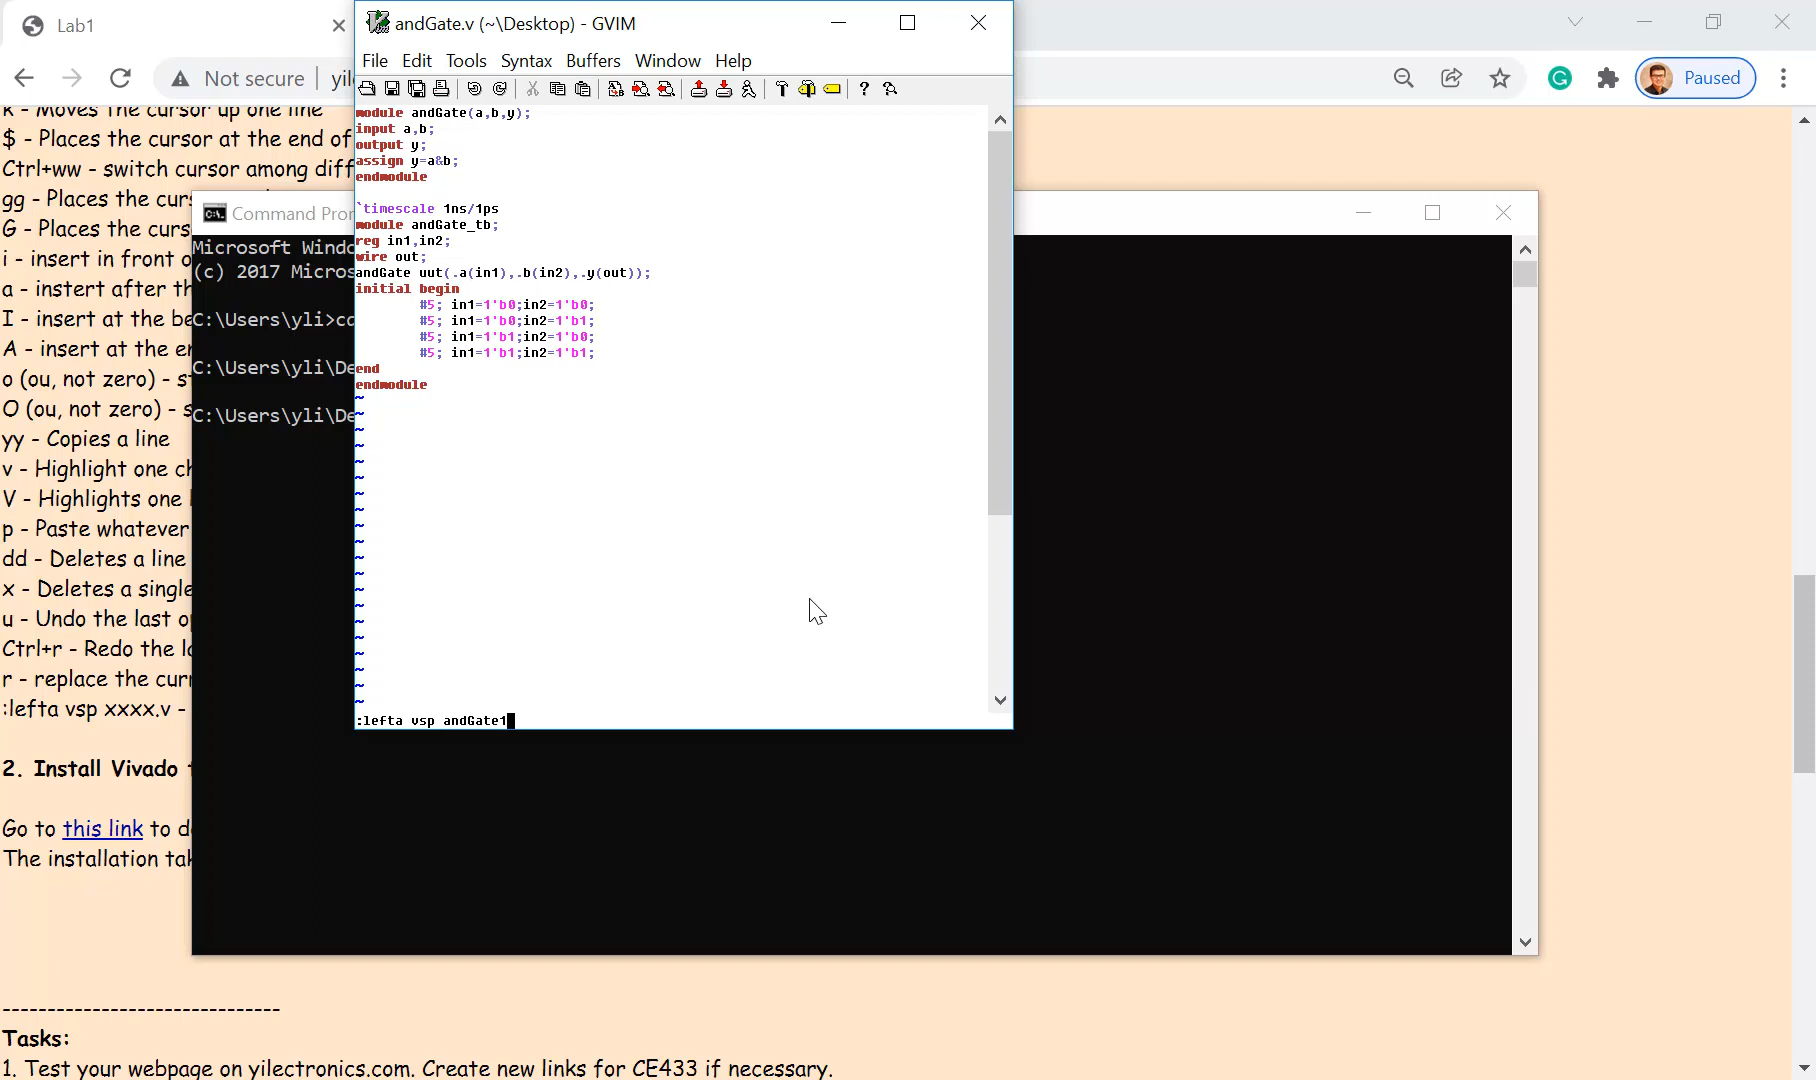 Lab1
Not secure
yil
Paused
k - Moves the cursor up one line
$ - Places the cursor at the end of
Ctrl+ww - switch cursor among diff
gg - Places the curs
G - Places the curs
i - insert in front o
a - instert after th
I - insert at the be
A - insert at the er
o (ou, not zero) - st
O (ou, not zero) - s
yy - Copies a line
v - Highlight one ch
V - Highlights one
p - Paste whatever
dd - Deletes a line
x - Deletes a single
u - Undo the last o
Ctrl+r - Redo the la
r - replace the curr
:lefta vsp xxxx.v -
2. Install Vivado
Go to this link to d
The installation tak
------------------------------
Tasks:
1. Test your webpage on yilectronics.com. Create new links for CE433 if necessary.
Command Pro
Microsoft Windo
(c) 2017 Micros
C:\Users\yli>cd
C:\Users\yli\De
C:\Users\yli\De
andGate.v (~\Desktop) - GVIM
File Edit Tools Syntax Buffers Window Help
module andGate(a,b,y);
input a,b;
output y;
assign y=a&b;
endmodule
`timescale 1ns/1ps
module andGate_tb;
reg in1,in2;
wire out;
andGate uut(.a(in1),.b(in2),.y(out));
initial begin
#5; in1=1'b0;in2=1'b0;
#5; in1=1'b0;in2=1'b1;
#5; in1=1'b1;in2=1'b0;
#5; in1=1'b1;in2=1'b1;
end
endmodule
:lefta vsp andGate1